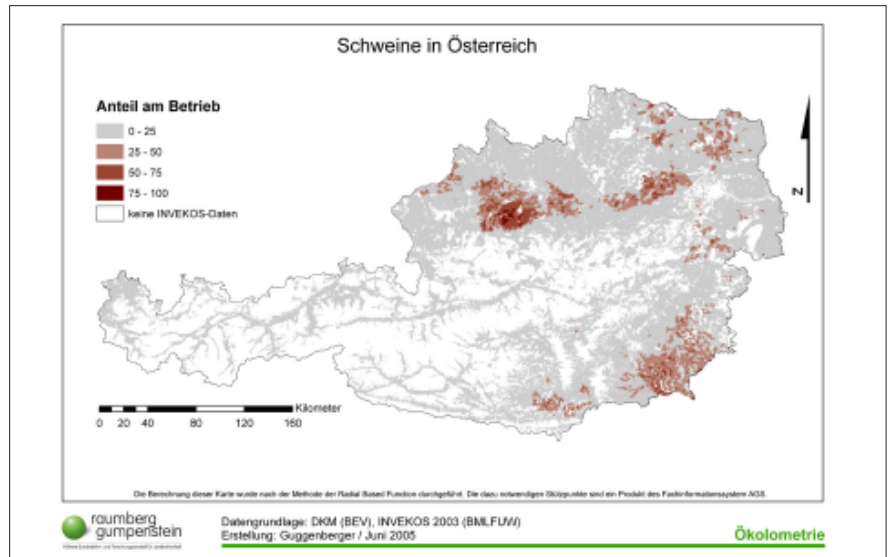 Schweine in Österreich
Anteil am Betrieb
0 - 25
25 - 50
50 - 75
75 - 100
keine INVEKOS-Daten
N
Kilometer
0 20 40 80 120 160
Die Berechnung dieser Karte wurde nach der Methode der Radial Based Function durchgeführt. Die dazu notwendigen Stützpunkte sind ein Produkt des Fachinformationssystem AGS.
raumberg
gumpenstein
Datengrundlage: DKM (BEV), INVEKOS 2003 (BMLFUW)
Erstellung: Guggenberger / Juni 2005
Ökolometrie